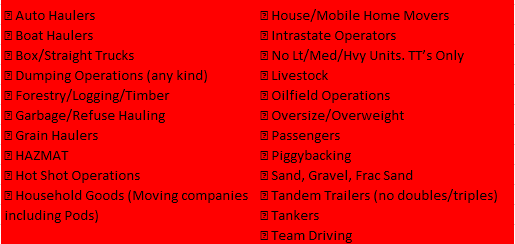 Auto Haulers
Boat Haulers
Box/Straight Trucks
Dumping Operations (any kind)
Forestry/Logging/Timber
Garbage/Refuse Hauling
Grain Haulers
HAZMAT
Hot Shot Operations
Household Goods (Moving companies
including Pods)
House/Mobile Home Movers
Intrastate Operators
No Lt/Med/Hvy Units. TT’s Only
Livestock
Oilfield Operations
Oversize/Overweight
Passengers
Piggybacking
Sand, Gravel, Frac Sand
Tandem Trailers (no doubles/triples)
Tankers
Team Driving